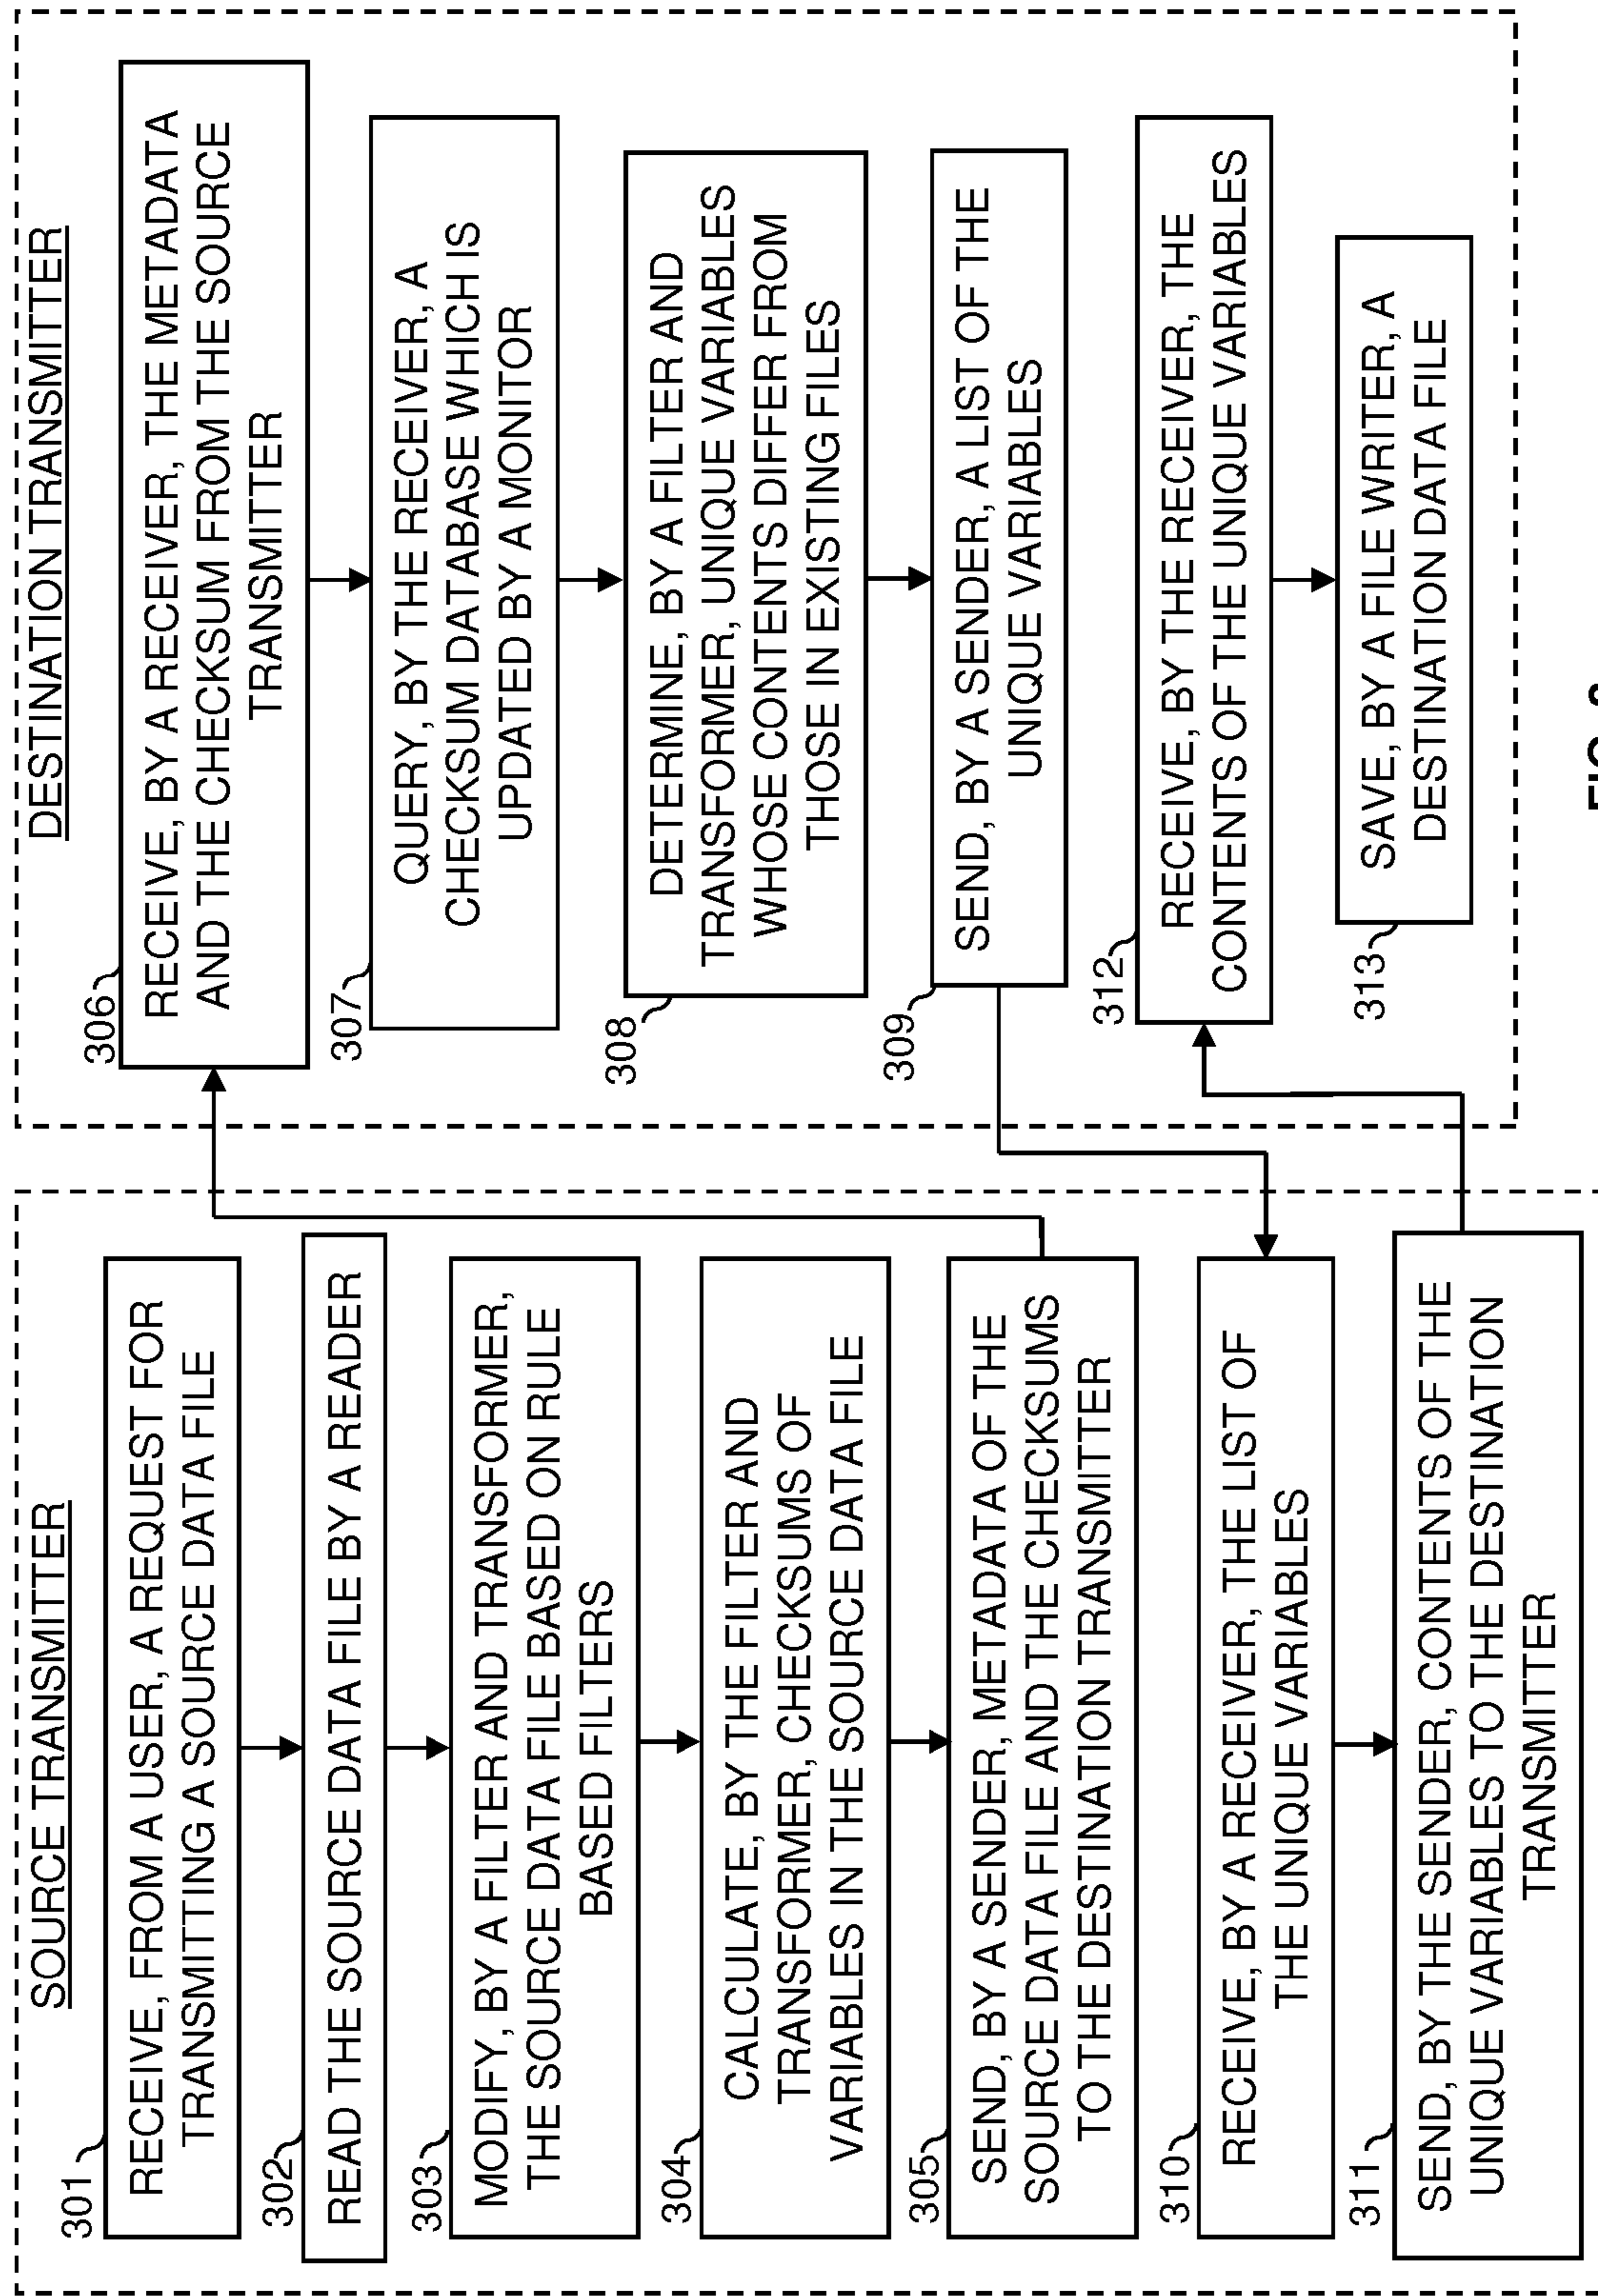 SOURCE TRANSMITTER
301
RECEIVE, FROM A USER, A REQUEST FOR
TRANSMITTING A SOURCE DATA FILE
302
READ THE SOURCE DATA FILE BY A READER
303
MODIFY, BY A FILTER AND TRANSFORMER,
THE SOURCE DATA FILE BASED ON RULE
BASED FILTERS
304
CALCULATE, BY THE FILTER AND
TRANSFORMER, CHECKSUMS OF
VARIABLES IN THE SOURCE DATA FILE
305
SEND, BY A SENDER, METADATA OF THE
SOURCE DATA FILE AND THE CHECKSUMS
TO THE DESTINATION TRANSMITTER
310
RECEIVE, BY A RECEIVER, THE LIST OF
THE UNIQUE VARIABLES
311
SEND, BY THE SENDER, CONTENTS OF THE
UNIQUE VARIABLES TO THE DESTINATION
TRANSMITTER
DESTINATION TRANSMITTER
306
RECEIVE, BY A RECEIVER, THE METADATA
AND THE CHECKSUM FROM THE SOURCE
TRANSMITTER
307
QUERY, BY THE RECEIVER, A
CHECKSUM DATABASE WHICH IS
UPDATED BY A MONITOR
308
DETERMINE, BY A FILTER AND
TRANSFORMER, UNIQUE VARIABLES
WHOSE CONTENTS DIFFER FROM
THOSE IN EXISTING FILES
309
SEND, BY A SENDER, A LIST OF THE
UNIQUE VARIABLES
312
RECEIVE, BY THE RECEIVER, THE
CONTENTS OF THE UNIQUE VARIABLES
313
SAVE, BY A FILE WRITER, A
DESTINATION DATA FILE